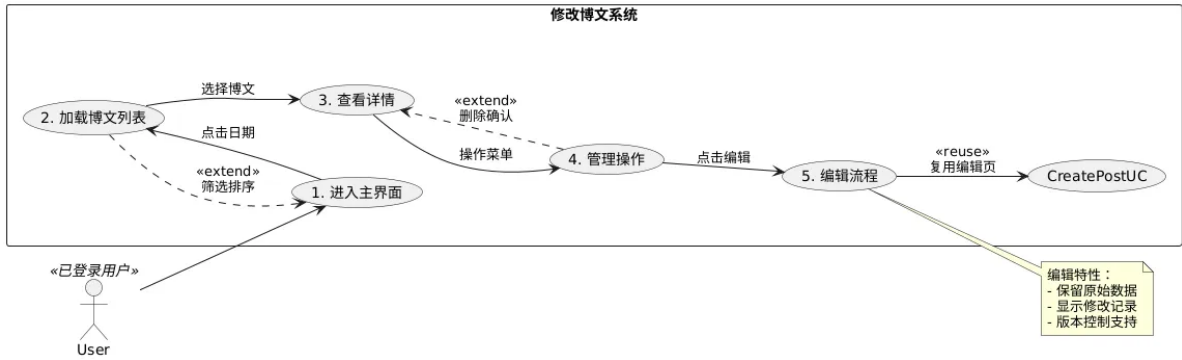 修改博文系统
选择博文
3. 查看详情
«extend»
删除确认
2. 加载博文列表
点击日期
操作菜单
4. 管理操作
点击编辑
«extend»
筛选排序
1. 进入主界面
5. 编辑流程
«reuse»
复用编辑页
CreatePostUC
«已登录用户»
User
编辑特性：
- 保留原始数据
- 显示修改记录
- 版本控制支持